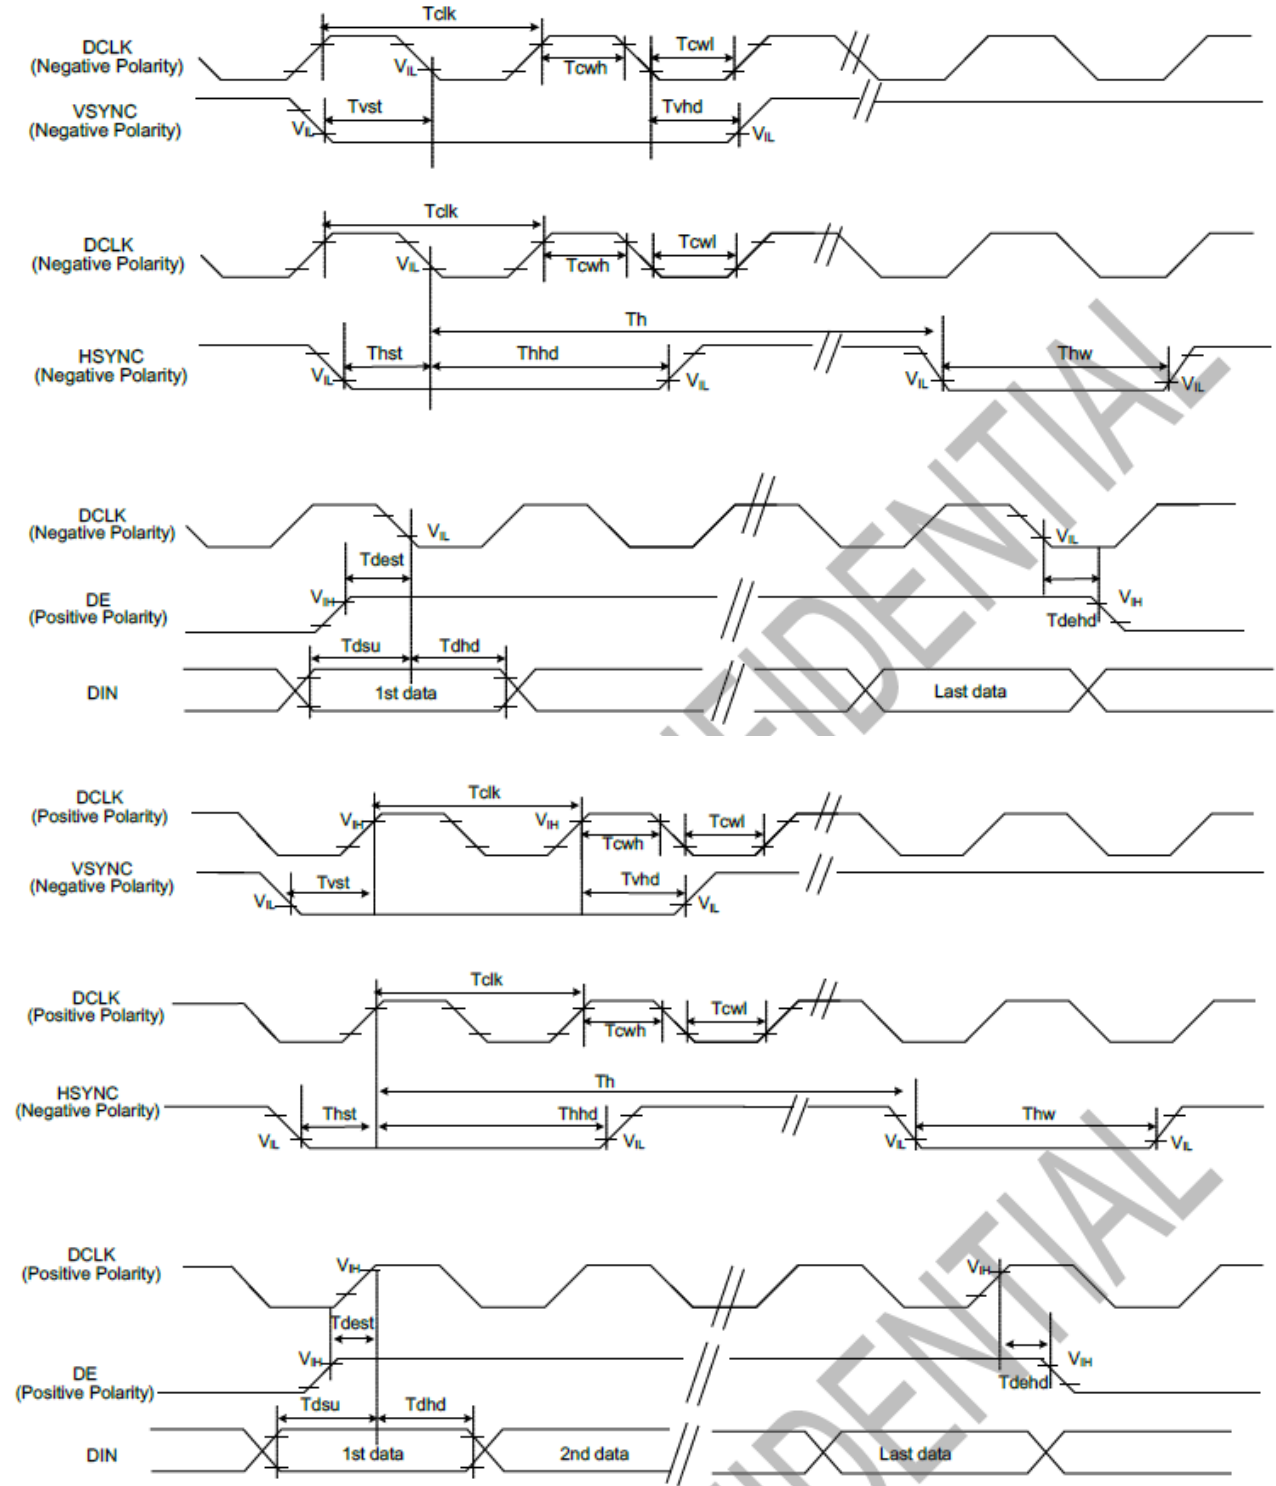 Tclk
DCLK
(Negative Polarity)
VIL
Tcwh
Tcwl
VSYNC
(Negative Polarity)
VIL
Tvst
Tvhd
VIL
Tclk
DCLK
(Negative Polarity)
VIL
Tcwh
Tcwl
Th
HSYNC
(Negative Polarity)
VIL
Thst
Thhd
VIL
VIL
Thw
VIL
DCLK
(Negative Polarity)
VIL
VIL
Tdest
DE
(Positive Polarity)
VIH
VIH
Tdehd
Tdsu
Tdhd
DIN
1st data
Last data
DCLK
(Positive Polarity)
VIH
Tclk
VIH
Tcwh
Tcwl
VSYNC
(Negative Polarity)
VIL
Tvst
Tvhd
VIL
DCLK
(Positive Polarity)
Tclk
Tcwh
Tcwl
Th
HSYNC
(Negative Polarity)
VIL
Thst
Thhd
VIL
VIL
Thw
VIL
DCLK
(Positive Polarity)
VIH
VIH
Tdest
DE
(Positive Polarity)
VIH
VIH
Tdehd
Tdsu
Tdhd
DIN
1st data
2nd data
Last data